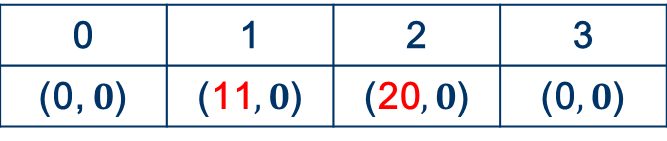 0 1 2 3
(0, 0) (11, 0) (20, 0) (0, 0)